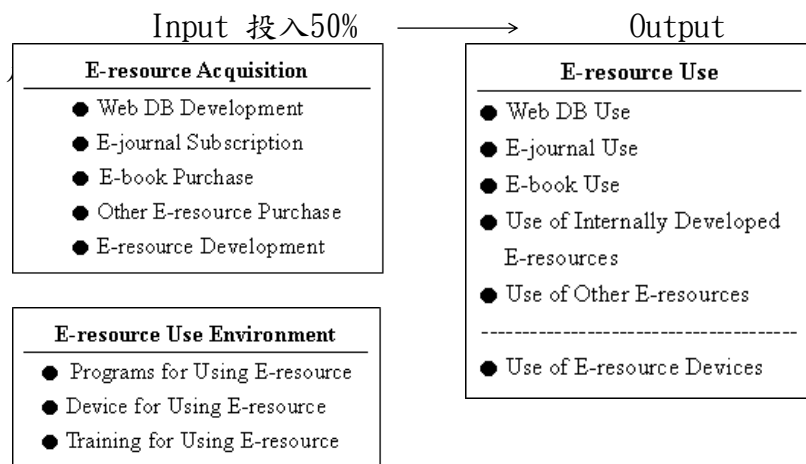 Input 投入50%
Output
E-resource Acquisition
● Web DB Development
● E-journal Subscription
● E-book Purchase
● Other E-resource Purchase
● E-resource Development
E-resource Use Environment
● Programs for Using E-resource
● Device for Using E-resource
● Training for Using E-resource
E-resource Use
● Web DB Use
● E-journal Use
● E-book Use
● Use of Internally Developed
E-resources
● Use of Other E-resources
● Use of E-resource Devices